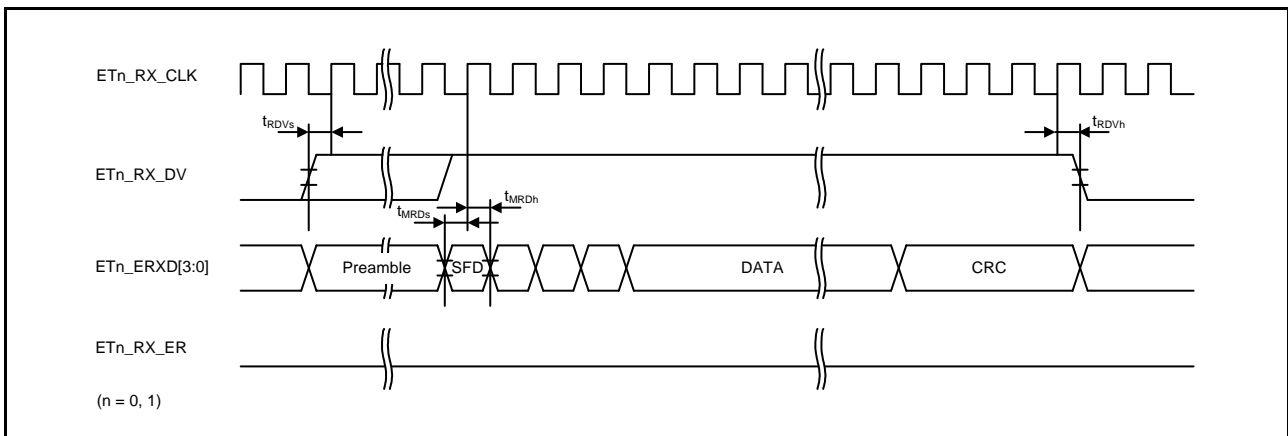 ETn_RX_CLK
tRDVs
tRDVh
ETn_RX_DV
tMRDs
tMRDh
ETn_ERXD[3:0]
Preamble
SFD
DATA
CRC
ETn_RX_ER
(n = 0, 1)